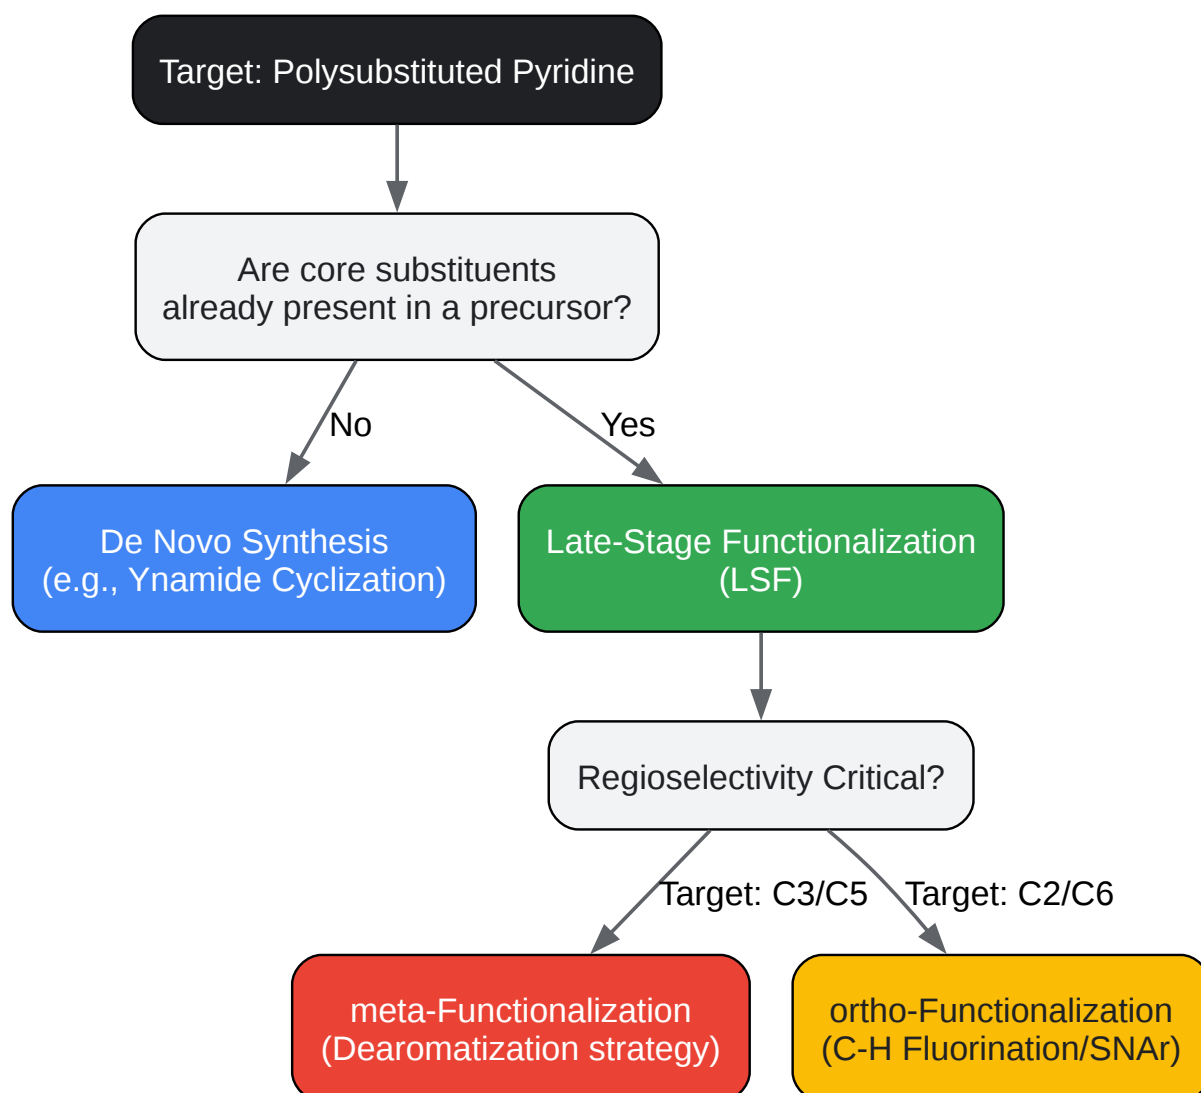 Target: Polysubstituted Pyridine
Are core substituents
already present in a precursor?
No
Yes
De Novo Synthesis
(e.g., Ynamide Cyclization)
Late-Stage Functionalization
(LSF)
Regioselectivity Critical?
Target: C3/C5
Target: C2/C6
meta-Functionalization
(Dearomatization strategy)
ortho-Functionalization
(C-H Fluorination/SNAr)